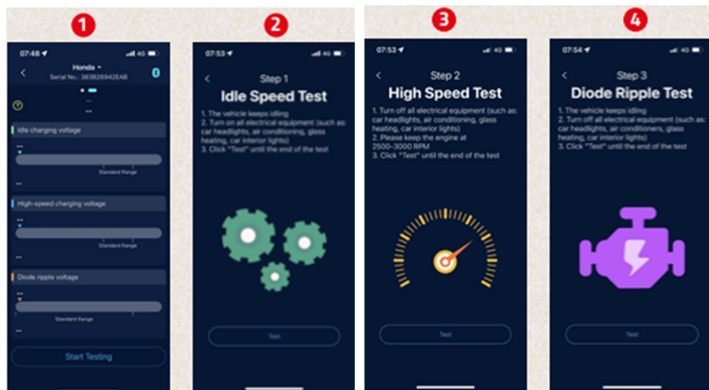 1
07:48
4G
Honda
Serial No.: 383B269426AB
--
--
Idle charging voltage
--
Standard Range
--
High-speed charging voltage
--
Standard Range
--
Diode ripple voltage
--
Standard Range
--
Start Testing
2
07:53
4G
Step 1
Idle Speed Test
1. The vehicle keeps idling
2. Turn on all electrical equipment (such as:
car headlights, air conditioning, glass
heating, car interior lights)
3. Click "Test" until the end of the test
Test
3
07:53
4G
Step 2
High Speed Test
1. Turn off all electrical equipment (such as:
car headlights, air conditioning, glass
heating, car interior lights)
2. Please keep the engine at
2500-3000 RPM
3. Click "Test" until the end of the test
Test
4
07:54
4G
Step 3
Diode Ripple Test
1. The vehicle keeps idling
2. Turn off all electrical equipment (such as:
car headlights, air conditioners, glass
heating, car interior lights)
3. Click "Test" until the end of the test
Test